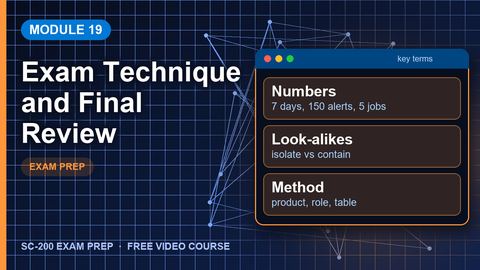 MODULE 19
Exam Technique
and Final
Review
EXAM PREP
SC-200 EXAM PREP · FREE VIDEO COURSE
key terms
Numbers
7 days, 150 alerts, 5 jobs
Look-alikes
isolate vs contain
Method
product, role, table